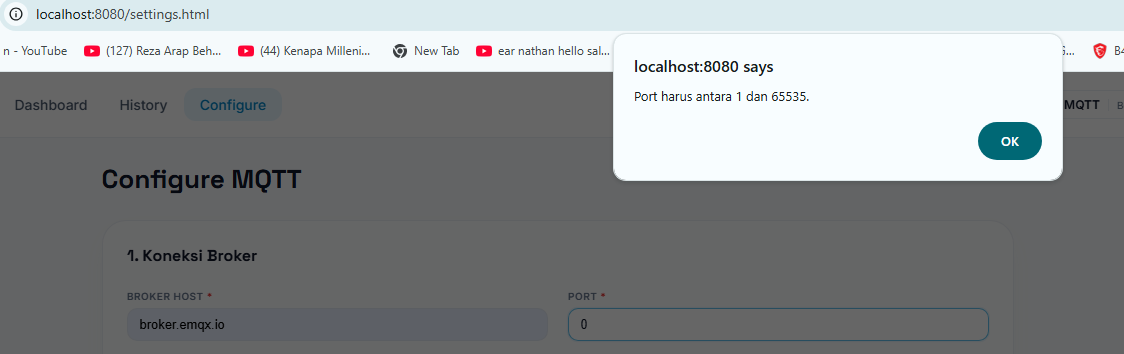 localhost:8080/settings.html
n - YouTube (127) Reza Arap Beh... (44) Kenapa Millenni... New Tab ear nathan hello sal... G... B4
localhost:8080 says
Port harus antara 1 dan 65535.
OK
Dashboard History Configure MQTT B
Configure MQTT
1. Koneksi Broker
BROKER HOST * PORT *
broker.emqx.io 0